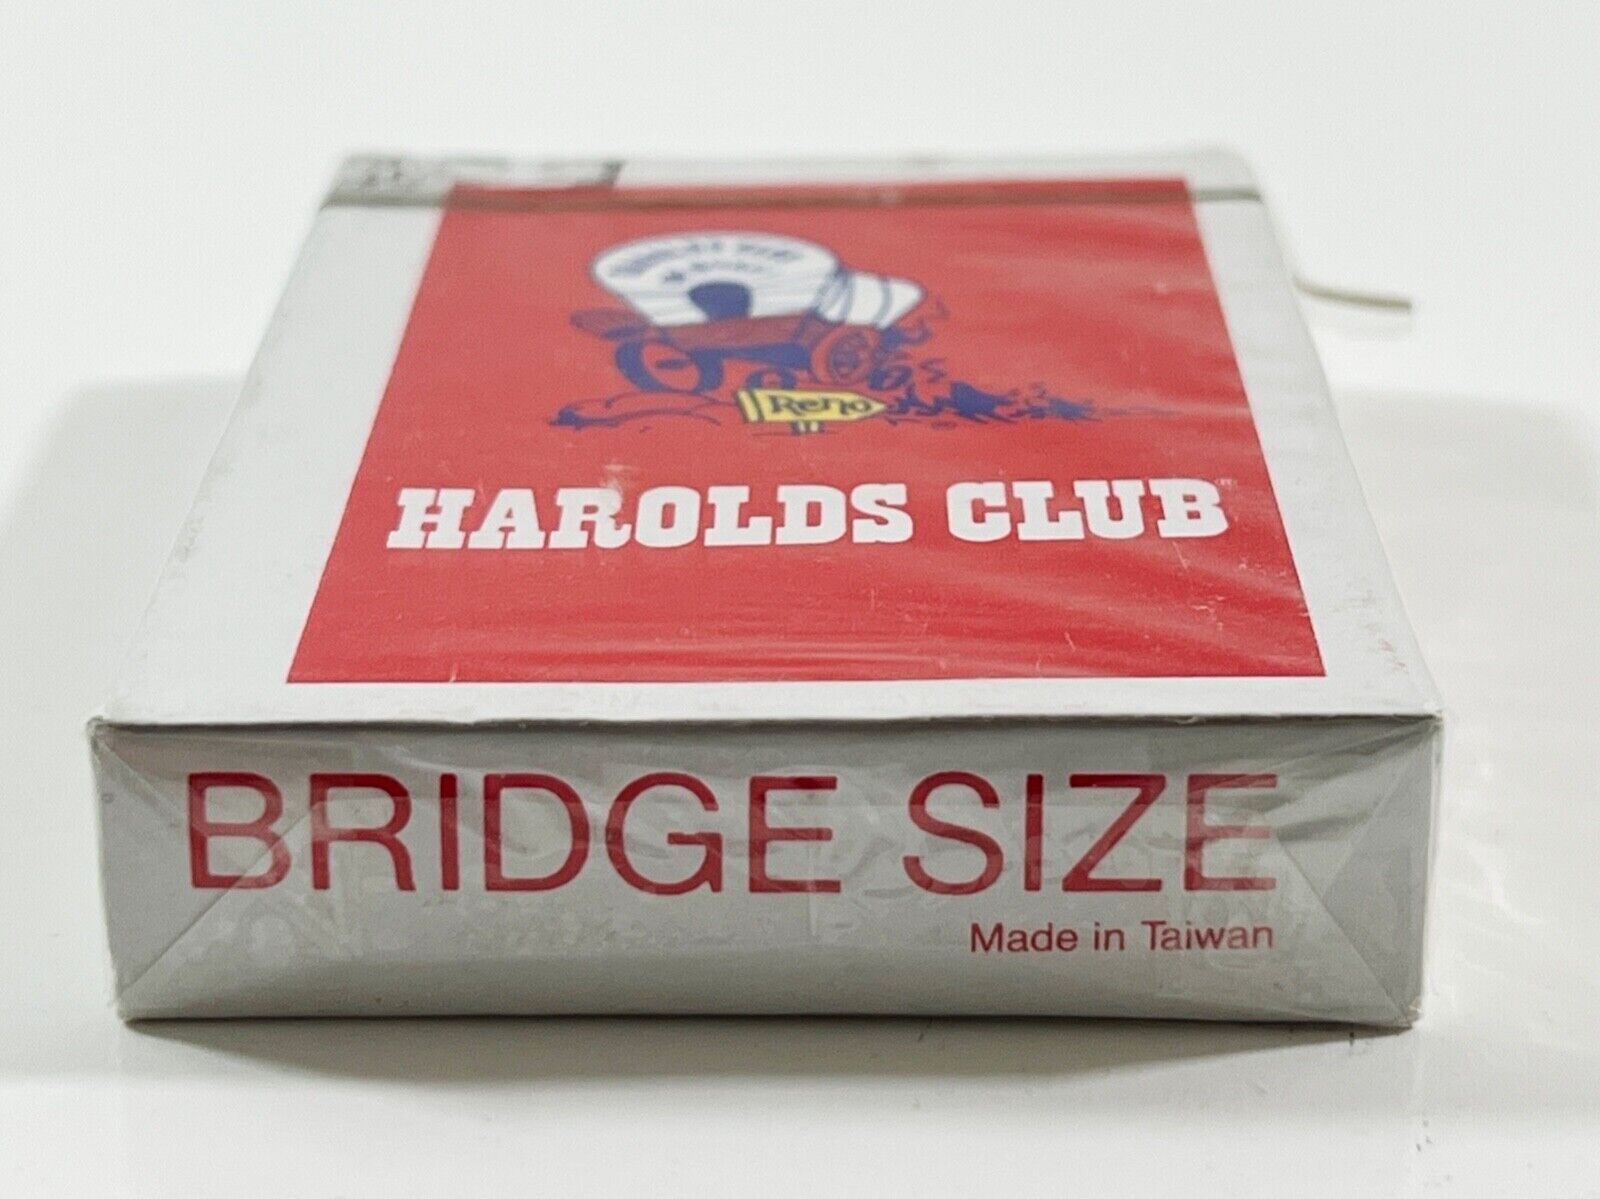 Reno
HAROLDS CLUB
BRIDGE SIZE
Made in Taiwan